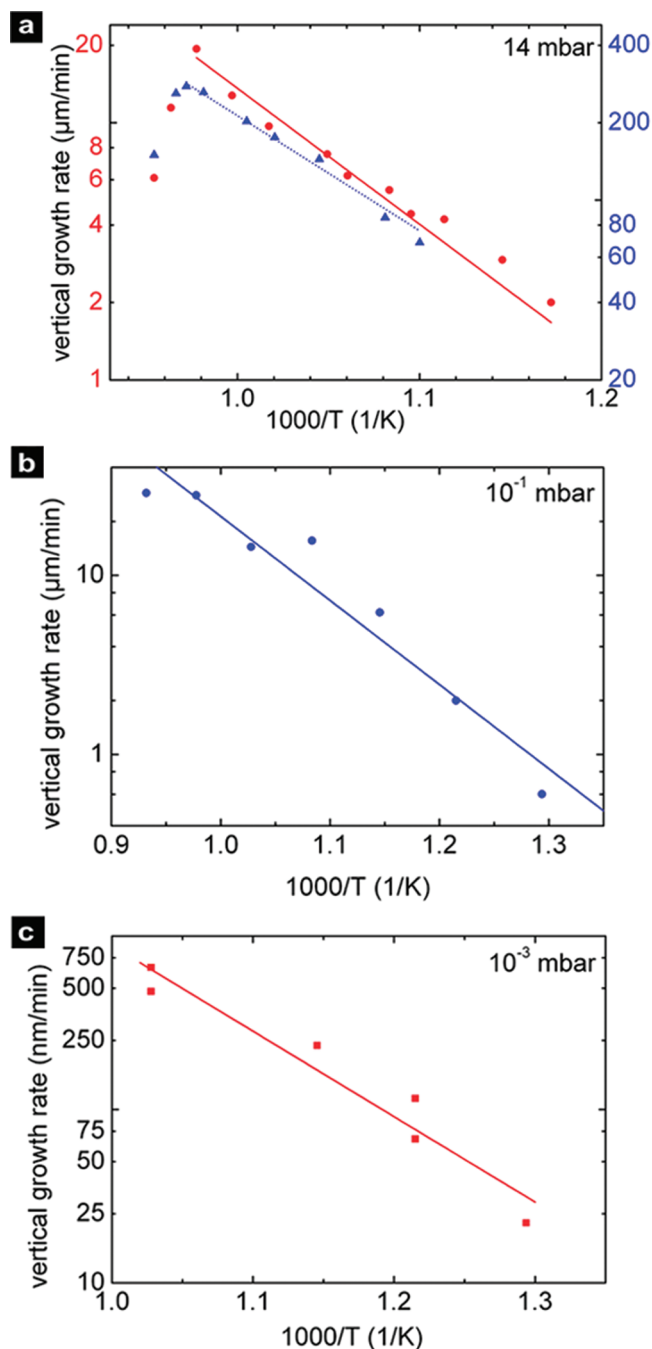 a
14 mbar
vertical growth rate (µm/min)
20
10
8
6
4
2
1
400
200
80
60
40
20
1.0
1.1
1.2
1000/T (1/K)
b
10⁻¹ mbar
vertical growth rate (µm/min)
10
1
0.9
1.0
1.1
1.2
1.3
1000/T (1/K)
c
10⁻³ mbar
vertical growth rate (nm/min)
750
500
250
75
50
25
10
1.0
1.1
1.2
1.3
1000/T (1/K)